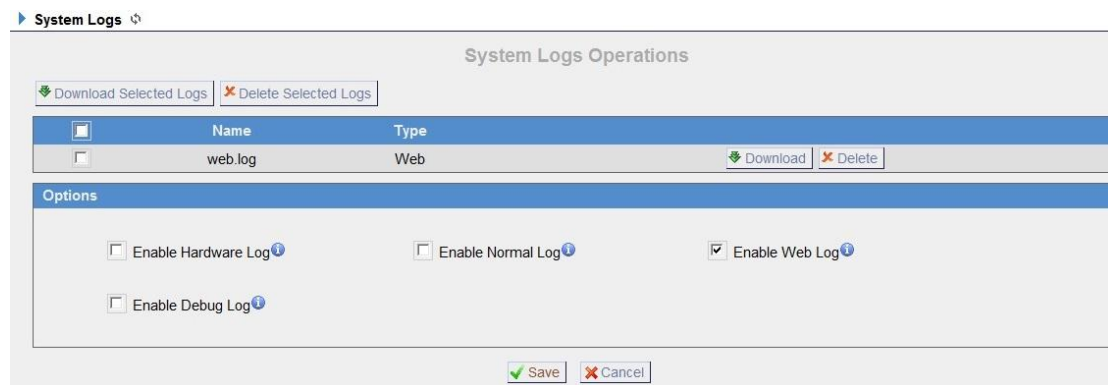 System Logs
System Logs Operations
Download Selected Logs Delete Selected Logs
Name Type
web.log Web Download Delete
Options
Enable Hardware Log Enable Normal Log Enable Web Log
Enable Debug Log
Save Cancel